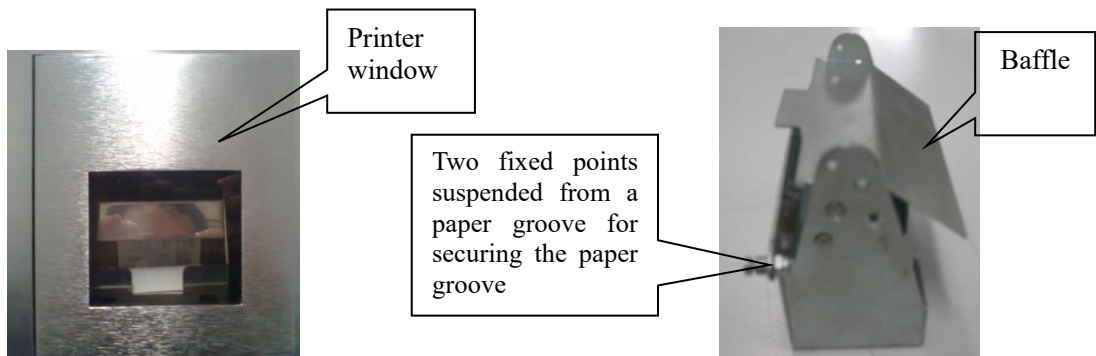 Printer
window
Baffle
Two fixed points
suspended from a
paper groove for
securing the paper
groove